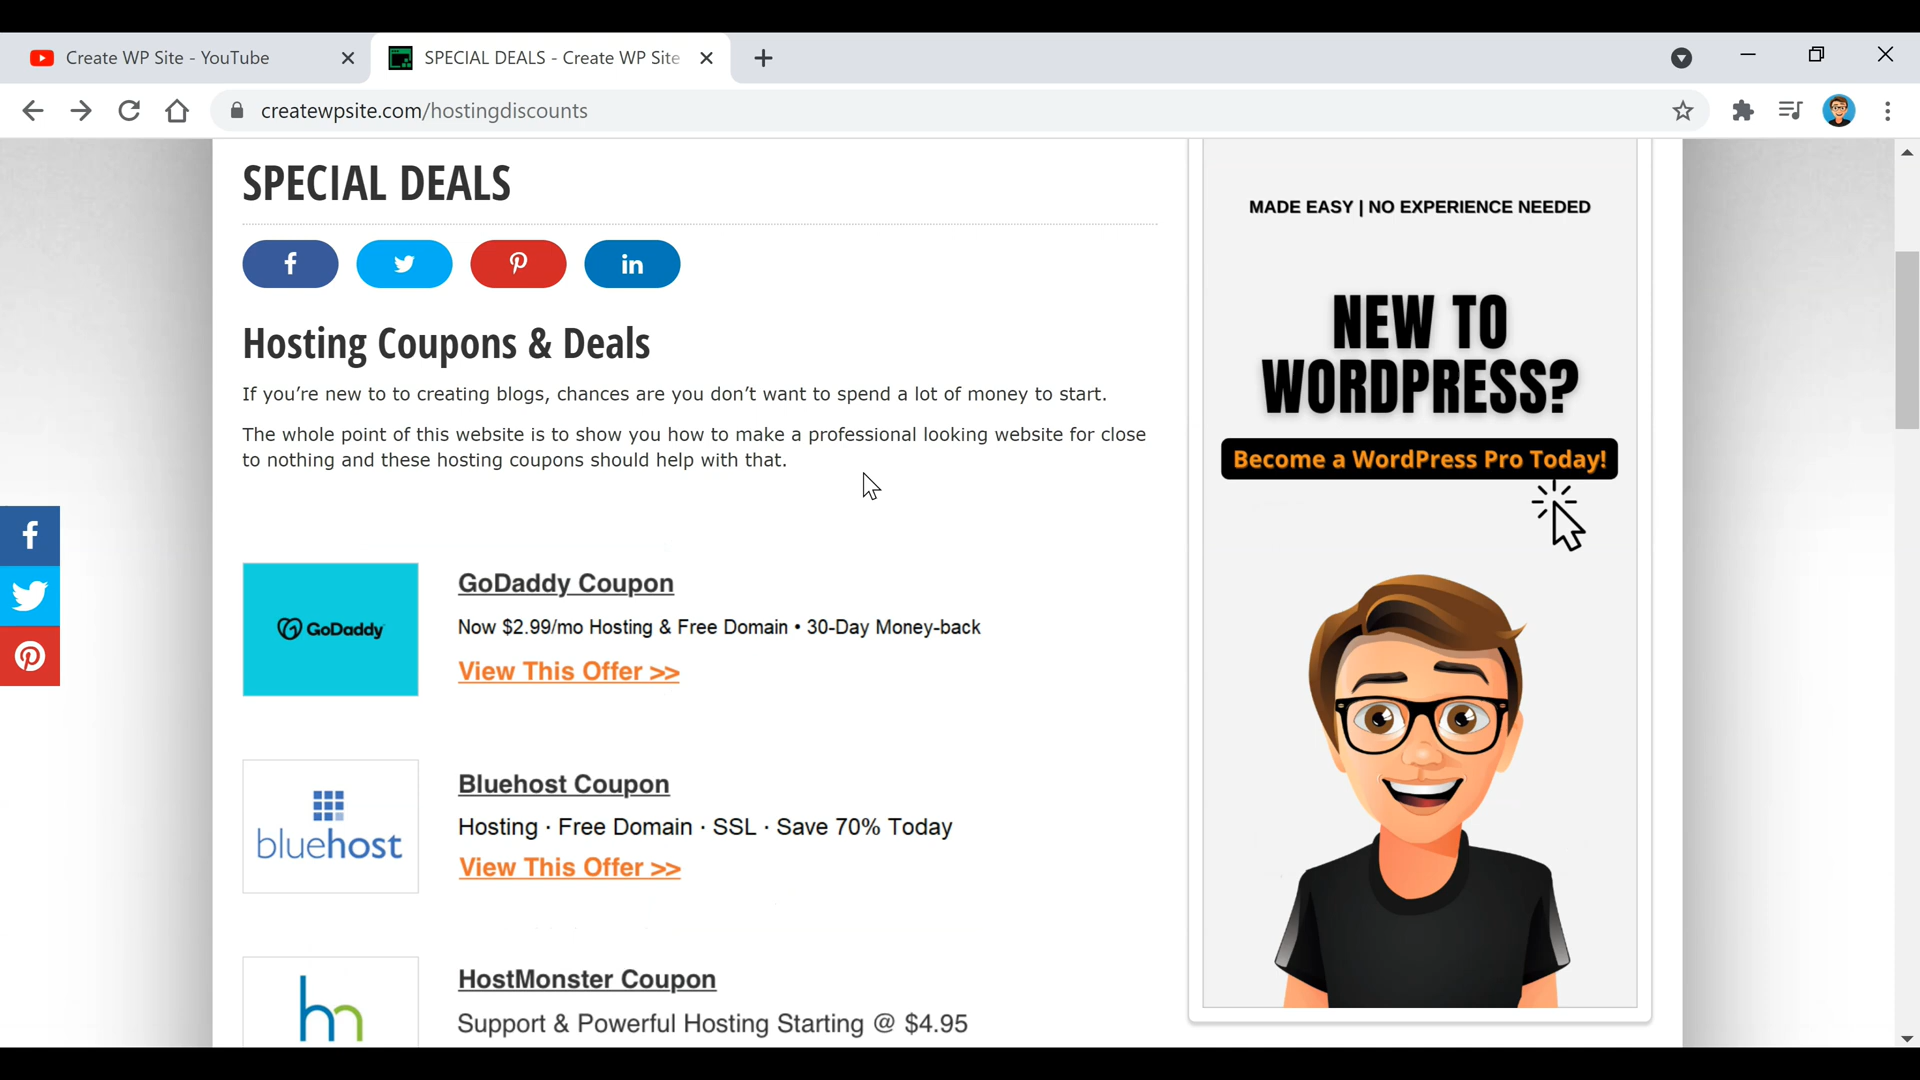 Create WP Site - YouTube
SPECIAL DEALS - Create WP Site
createwpsite.com/hostingdiscounts
SPECIAL DEALS
f
in
Hosting Coupons & Deals
If you’re new to to creating blogs, chances are you don’t want to spend a lot of money to start.
The whole point of this website is to show you how to make a professional looking website for close
to nothing and these hosting coupons should help with that.
f
GoDaddy
GoDaddy Coupon
Now $2.99/mo Hosting & Free Domain • 30-Day Money-back
View This Offer >>
bluehost
Bluehost Coupon
Hosting · Free Domain · SSL · Save 70% Today
View This Offer >>
hm
HostMonster Coupon
Support & Powerful Hosting Starting @ $4.95
MADE EASY | NO EXPERIENCE NEEDED
NEW TO
WORDPRESS?
Become a WordPress Pro Today!